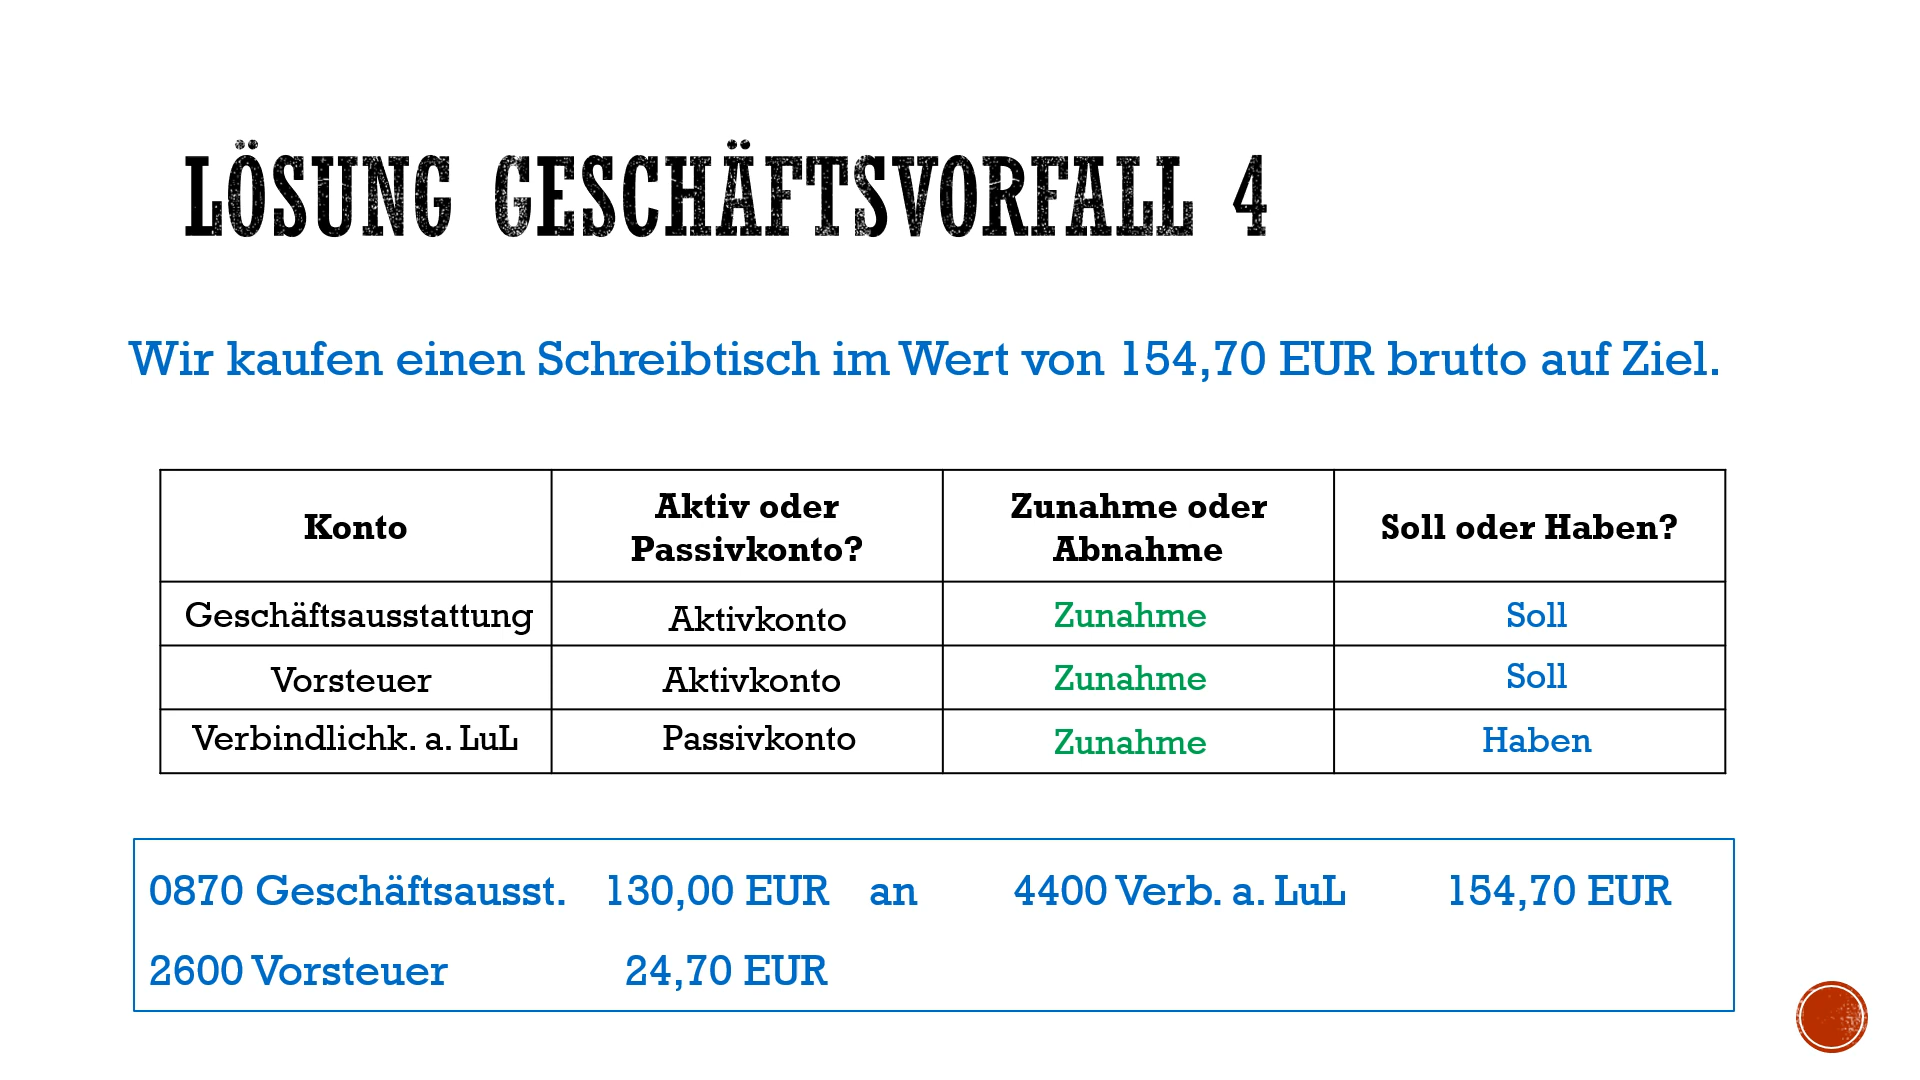 LÖSUNG GESCHÄFTSVORFALL 4
Wir kaufen einen Schreibtisch im Wert von 154,70 EUR brutto auf Ziel.
Konto Aktiv oder Passivkonto? Zunahme oder Abnahme Soll oder Haben?
Geschäftsausstattung Aktivkonto Zunahme Soll
Vorsteuer Aktivkonto Zunahme Soll
Verbindlichk. a. LuL Passivkonto Zunahme Haben
0870 Geschäftsausst. 130,00 EUR an 4400 Verb. a. LuL 154,70 EUR
2600 Vorsteuer 24,70 EUR